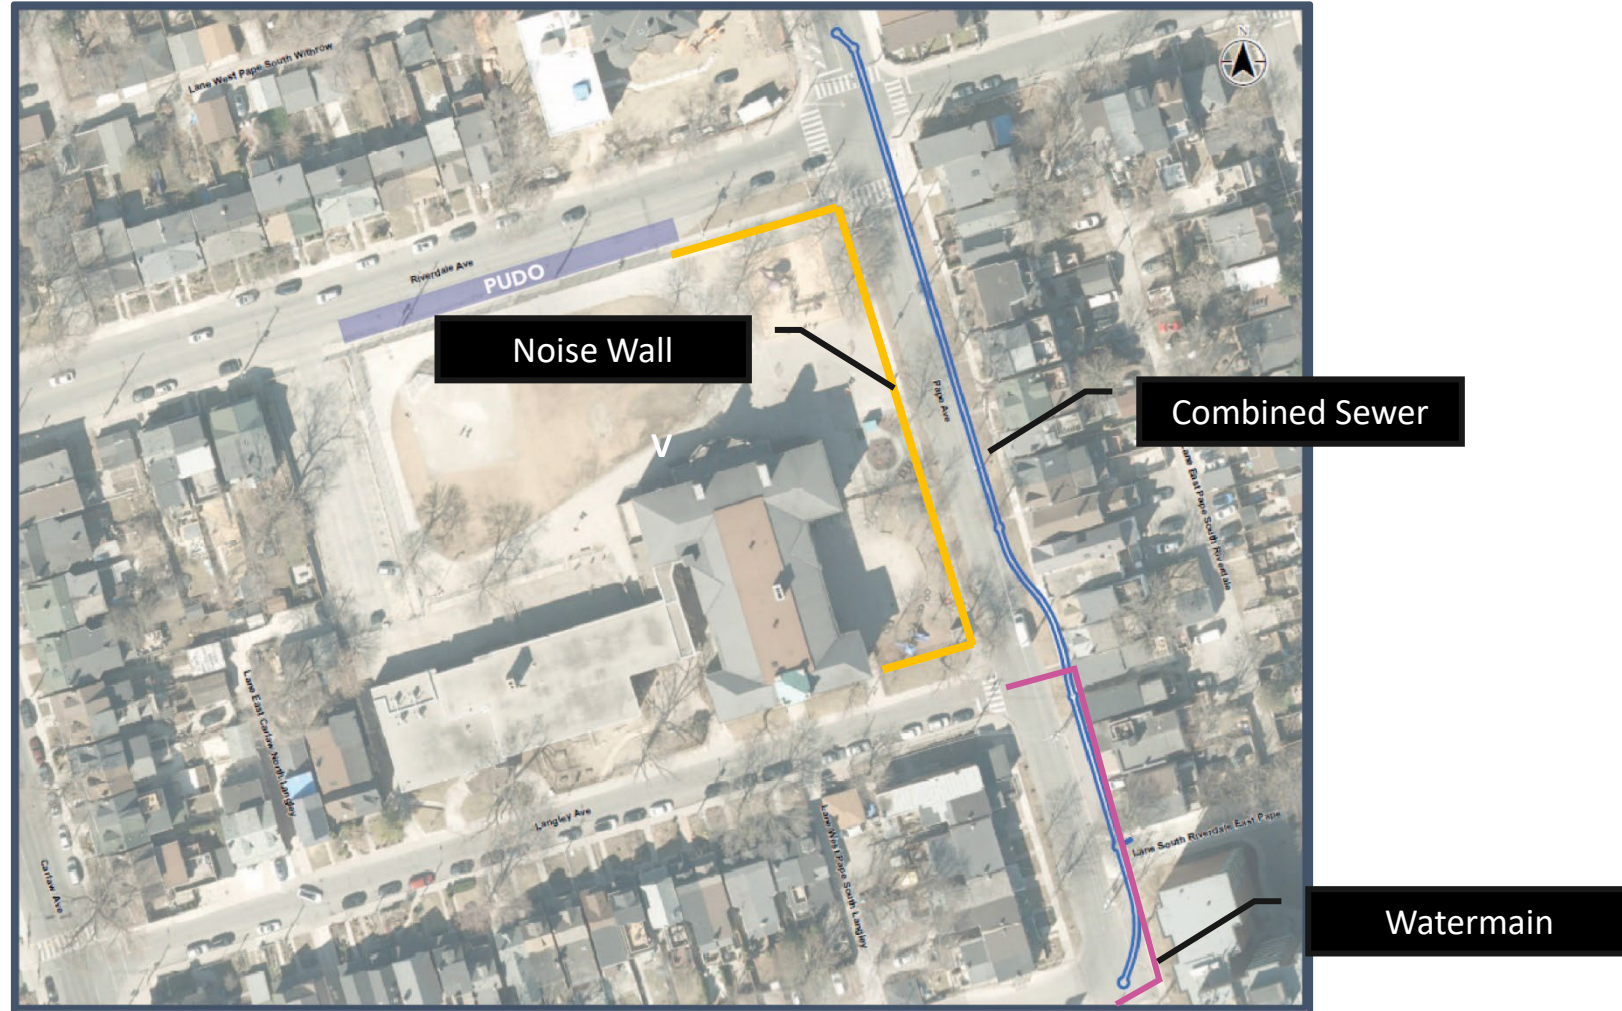 Lane West Pape South Withrow
N
Riverdale Ave
PUDO
Noise Wall
Pape Ave
Combined Sewer
V
Lane East Pape South Riverdale
Lane East Carlaw North Langley
Langley Ave
Lane West Pape South Langley
Lane South Riverdale East Pape
Carlaw Ave
Watermain